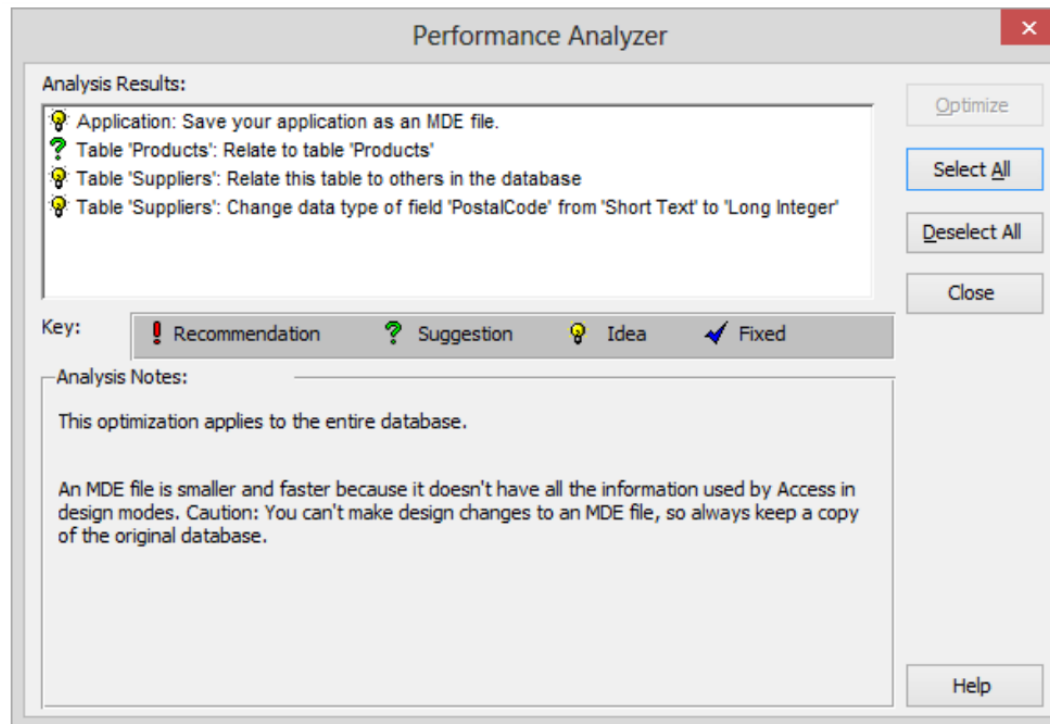 Performance Analyzer
Analysis Results:
Application: Save your application as an MDE file.
Table 'Products': Relate to table 'Products'
Table 'Suppliers': Relate this table to others in the database
Table 'Suppliers': Change data type of field 'PostalCode' from 'Short Text' to 'Long Integer'
Optimize
Select All
Deselect All
Close
Key: Recommendation Suggestion Idea Fixed
Analysis Notes:
This optimization applies to the entire database.
An MDE file is smaller and faster because it doesn't have all the information used by Access in
design modes. Caution: You can't make design changes to an MDE file, so always keep a copy
of the original database.
Help